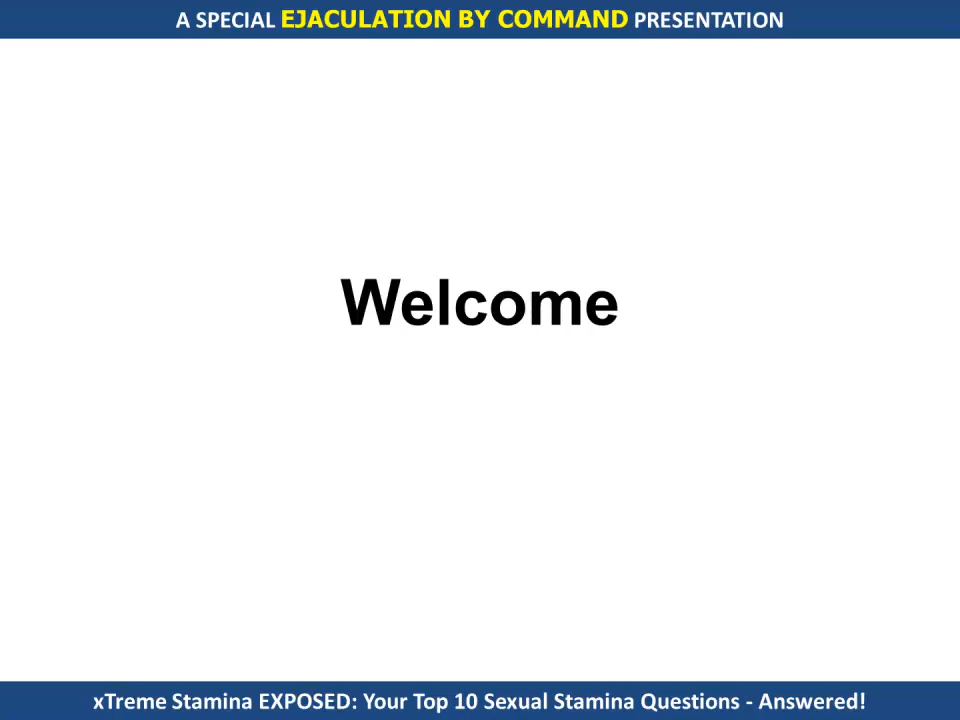 A SPECIAL EJACULATION BY COMMAND PRESENTATION
Welcome
xTreme Stamina EXPOSED: Your Top 10 Sexual Stamina Questions - Answered!